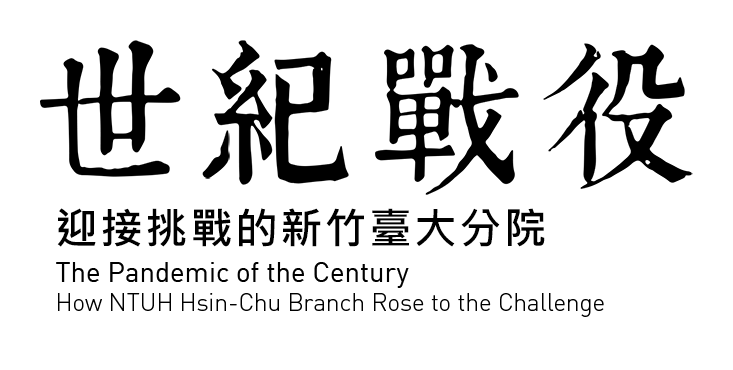 世紀戰役
迎接挑戰的新竹臺大分院
The Pandemic of the Century
How NTUH Hsin-Chu Branch Rose to the Challenge